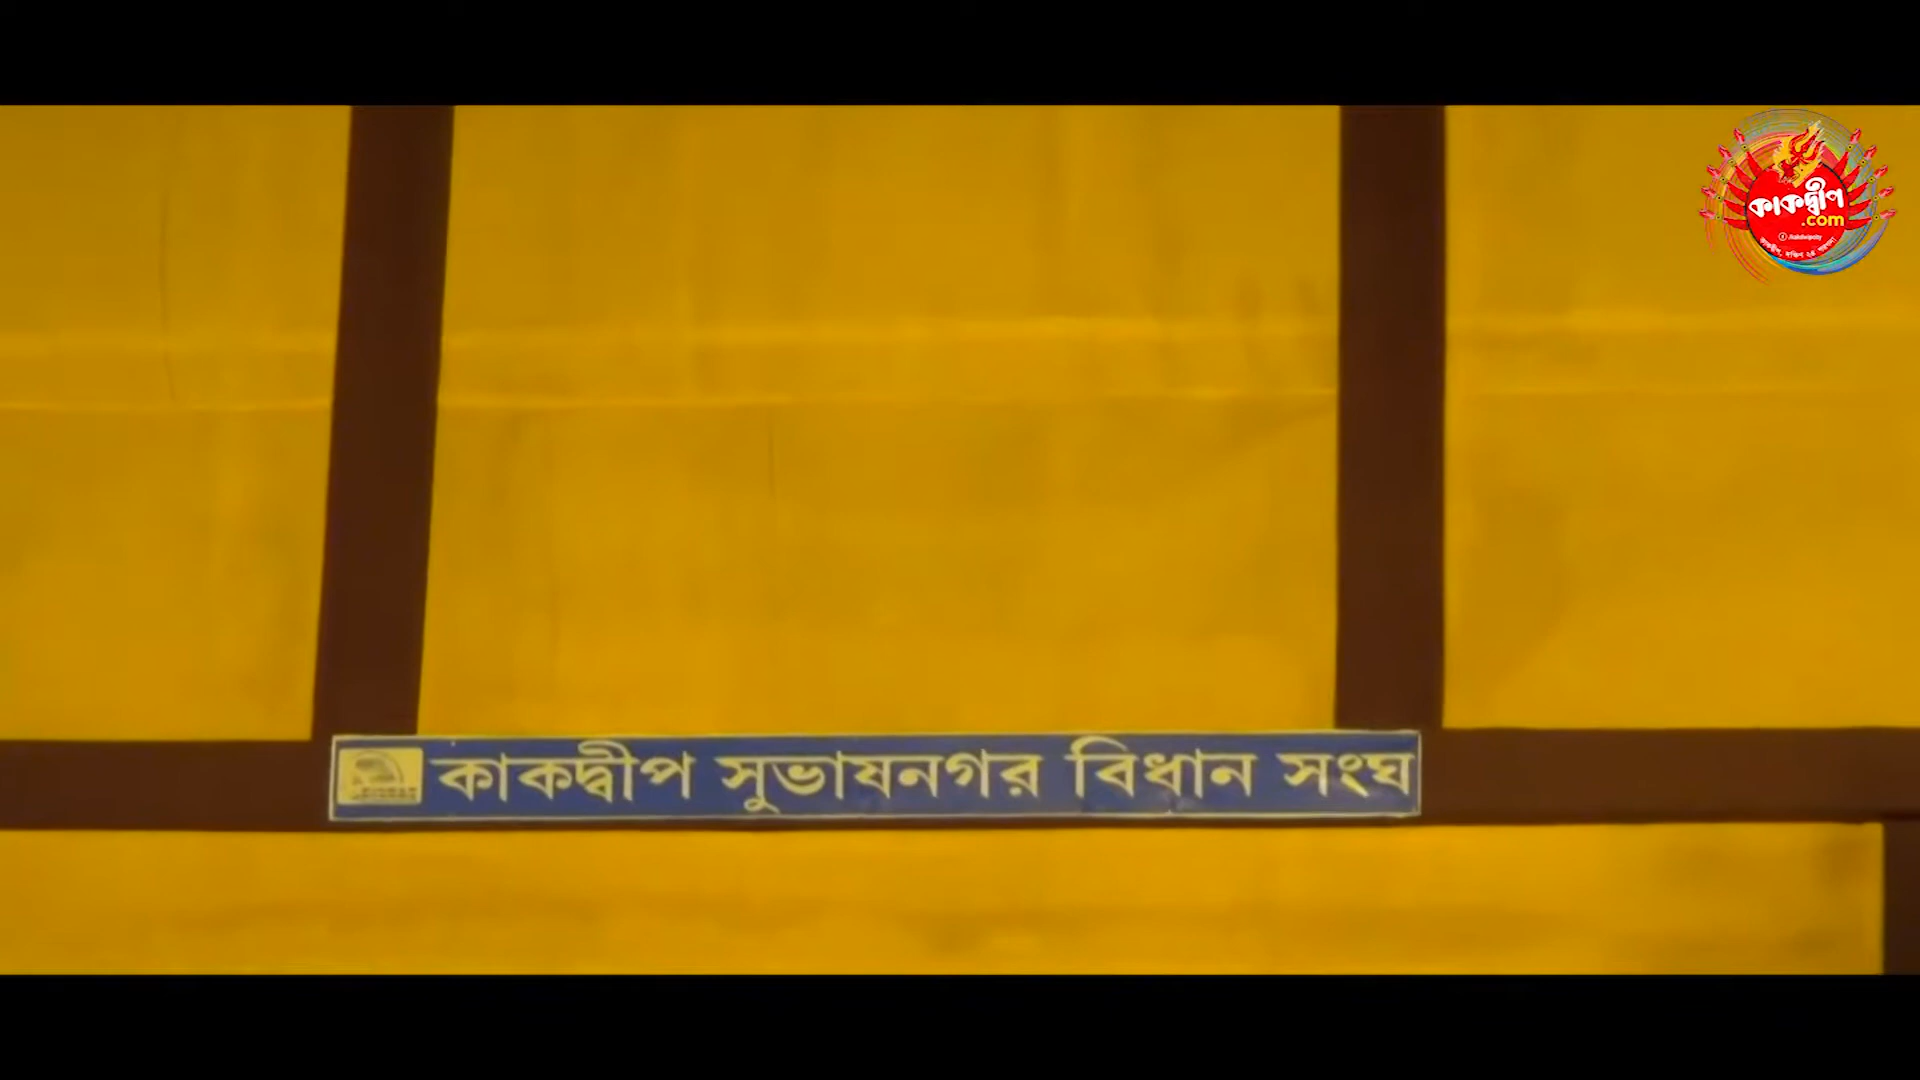 কাকদ্বীপ
.com
কাকদ্বীপ সুভাষনগর বিধান সংঘ